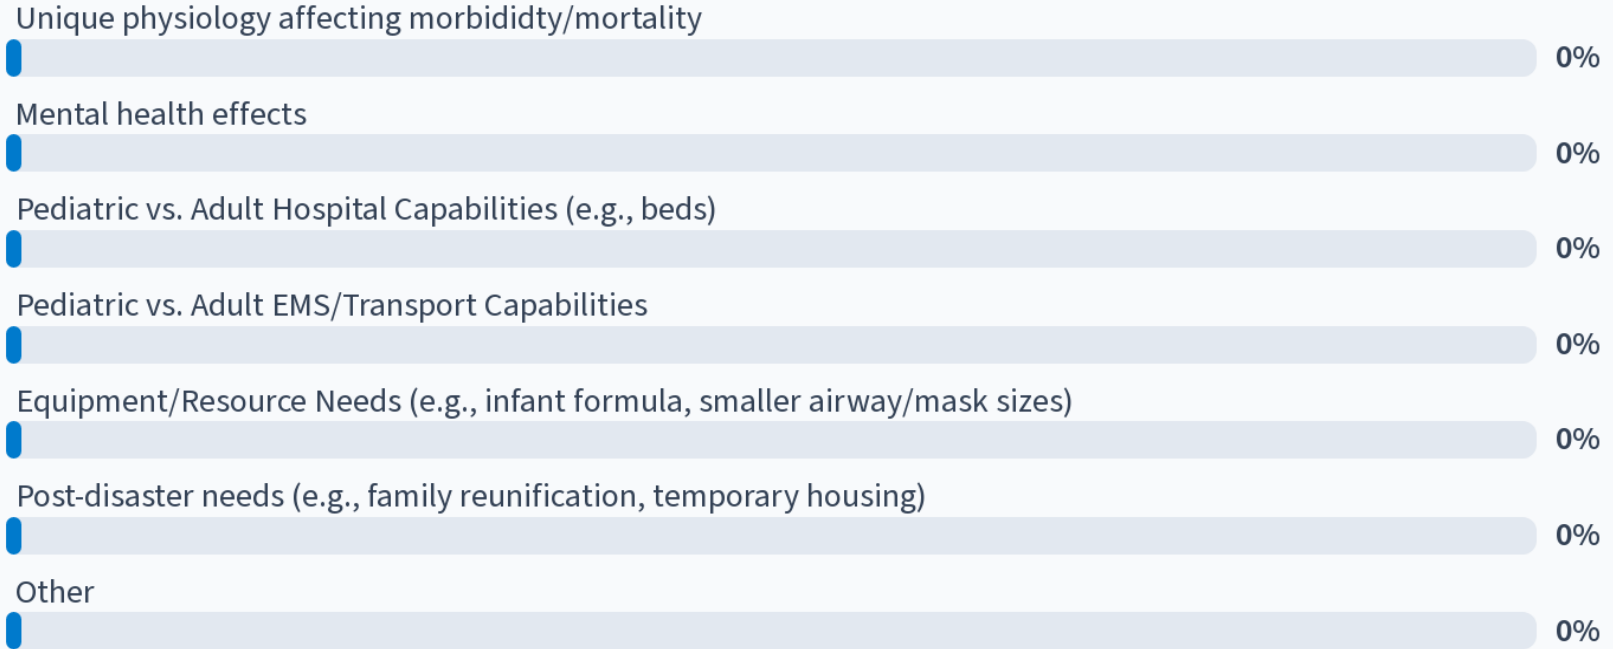 Unique physiology affecting morbididty/mortality
0%
Mental health effects
0%
Pediatric vs. Adult Hospital Capabilities (e.g., beds)
0%
Pediatric vs. Adult EMS/Transport Capabilities
0%
Equipment/Resource Needs (e.g., infant formula, smaller airway/mask sizes)
0%
Post-disaster needs (e.g., family reunification, temporary housing)
0%
Other
0%